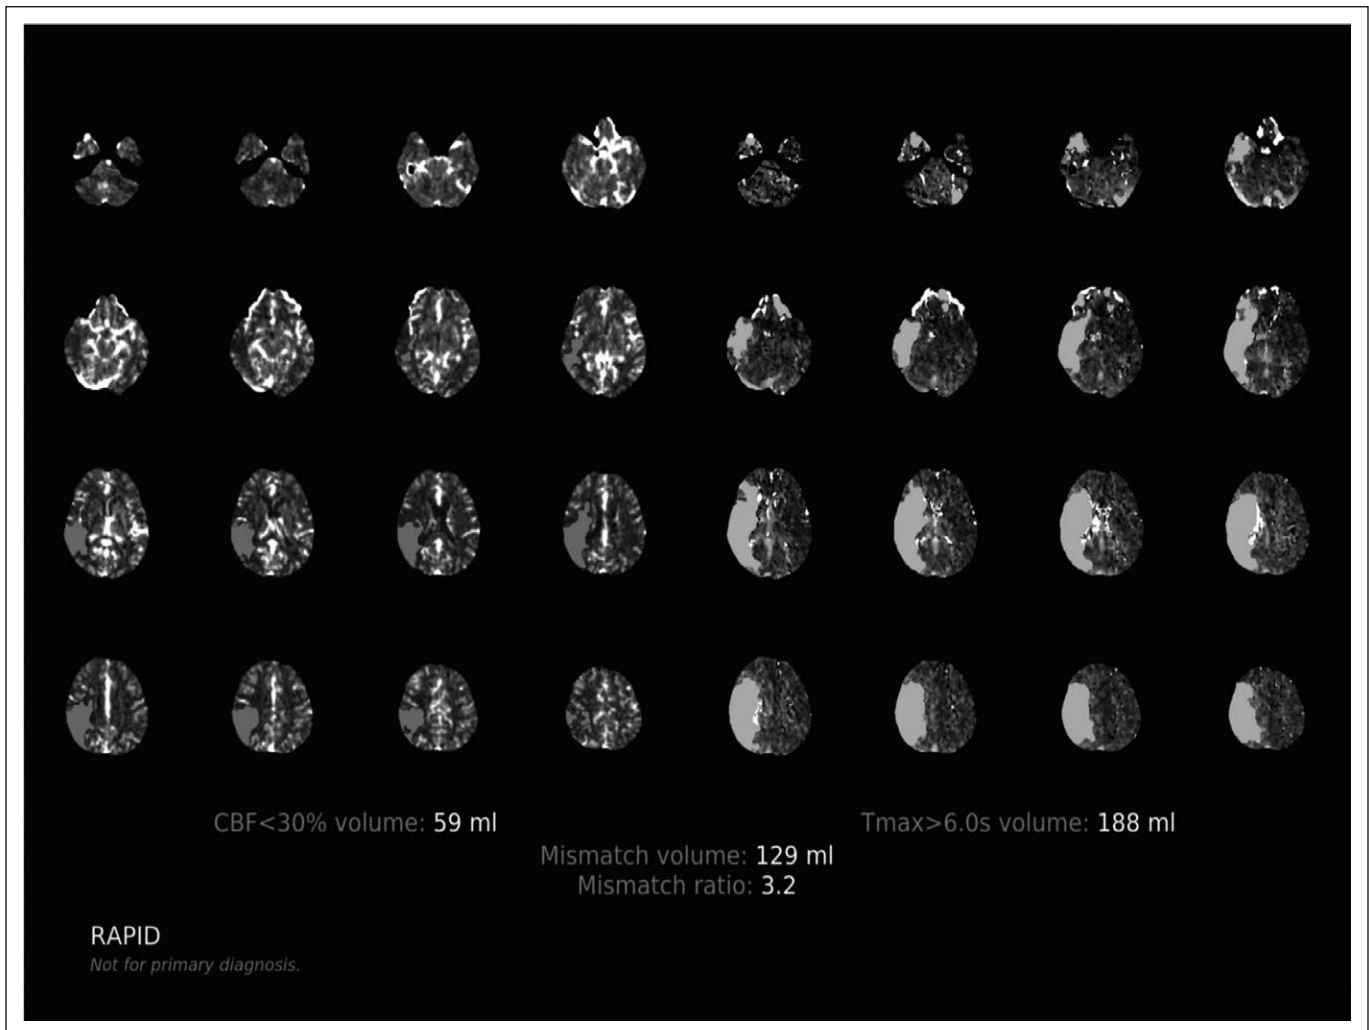 CBF<30% volume: 59 ml
Tmax>6.0s volume: 188 ml
Mismatch volume: 129 ml
Mismatch ratio: 3.2
RAPID
Not for primary diagnosis.